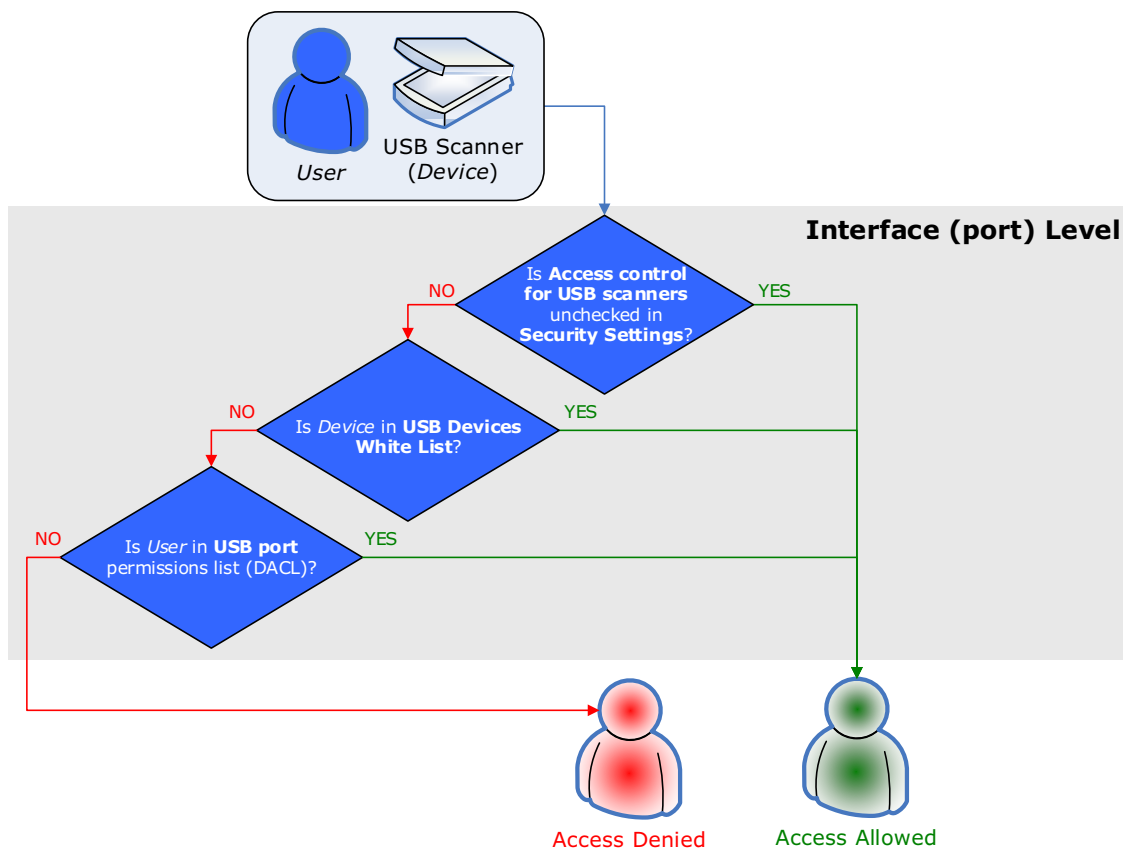 User
USB Scanner
(Device)
Interface (port) Level
Is Access control
for USB scanners
unchecked in
Security Settings?
NO
YES
Is Device in USB Devices
White List?
NO
YES
Is User in USB port
permissions list (DACL)?
NO
YES
Access Denied
Access Allowed